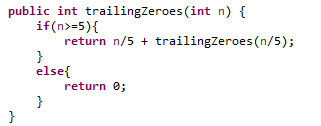 public int trailingZeroes(int n) {
    if(n>=5){
        return n/5 + trailingZeroes(n/5);
    }
    else{
        return 0;
    }
}